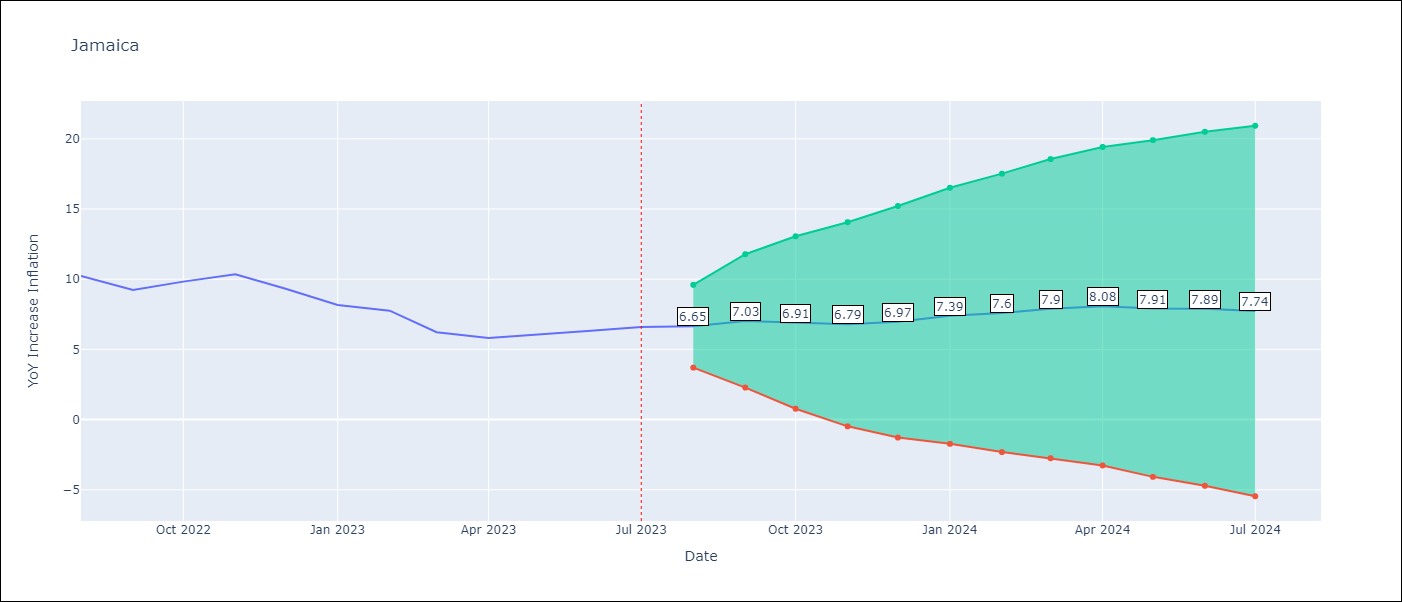 Jamaica
YoY Increase Inflation
20
15
10
5
0
−5
6.65
7.03
6.91
6.79
6.97
7.39
7.6
7.9
8.08
7.91
7.89
7.74
Oct 2022
Jan 2023
Apr 2023
Jul 2023
Oct 2023
Jan 2024
Apr 2024
Jul 2024
Date